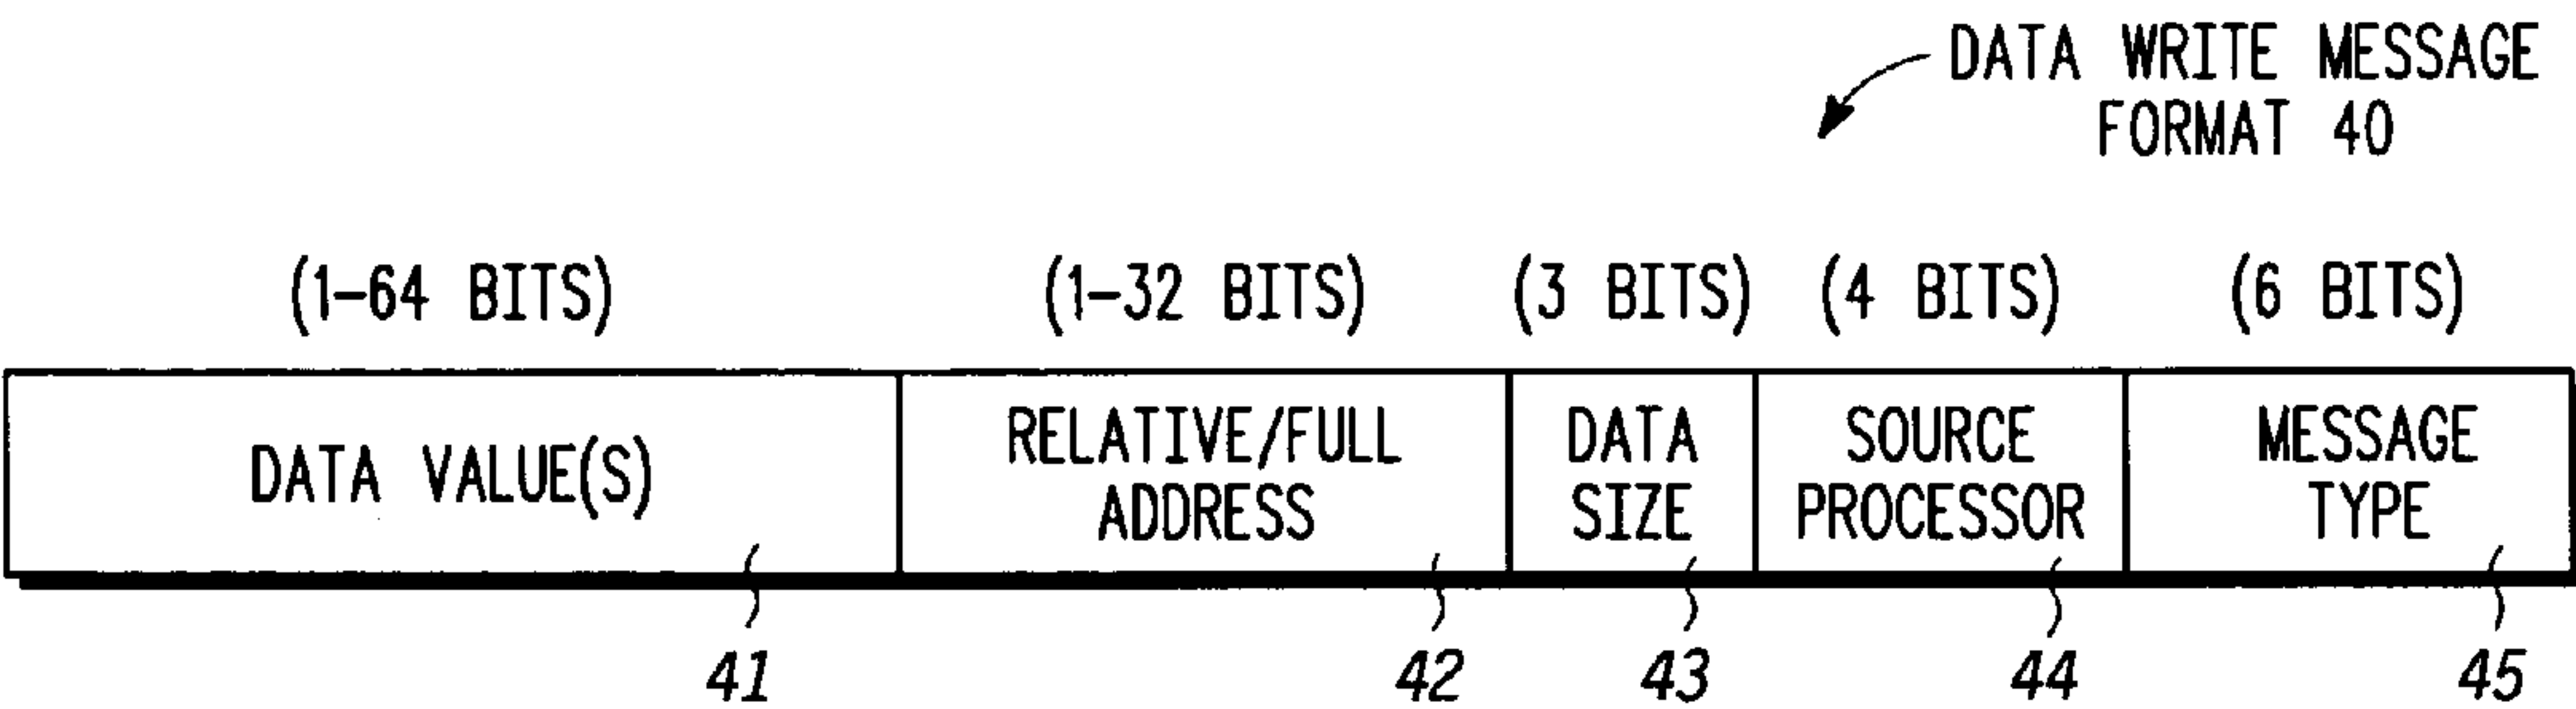 DATA WRITE MESSAGE
FORMAT 40
(1-64 BITS) (1-32 BITS) (3 BITS) (4 BITS) (6 BITS)
DATA VALUE(S)
RELATIVE/FULL
ADDRESS
DATA
SIZE
SOURCE
PROCESSOR
MESSAGE
TYPE
41 42 43 44 45